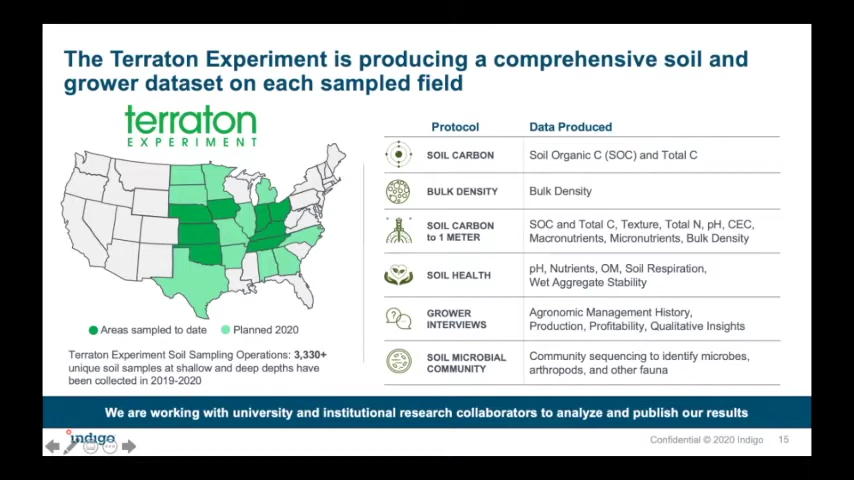 The Terraton Experiment is producing a comprehensive soil and
grower dataset on each sampled field
terraton
EXPERIMENT
Areas sampled to date
Planned 2020
Terraton Experiment Soil Sampling Operations: 3,330+
unique soil samples at shallow and deep depths have
been collected in 2019-2020
Protocol
Data Produced
SOIL CARBON
Soil Organic C (SOC) and Total C
BULK DENSITY
Bulk Density
SOIL CARBON
to 1 METER
SOC and Total C, Texture, Total N, pH, CEC,
Macronutrients, Micronutrients, Bulk Density
SOIL HEALTH
pH, Nutrients, OM, Soil Respiration,
Wet Aggregate Stability
GROWER
INTERVIEWS
Agronomic Management History,
Production, Profitability, Qualitative Insights
SOIL MICROBIAL
COMMUNITY
Community sequencing to identify microbes,
arthropods, and other fauna
We are working with university and institutional research collaborators to analyze and publish our results
indigo
Confidential © 2020 Indigo
15